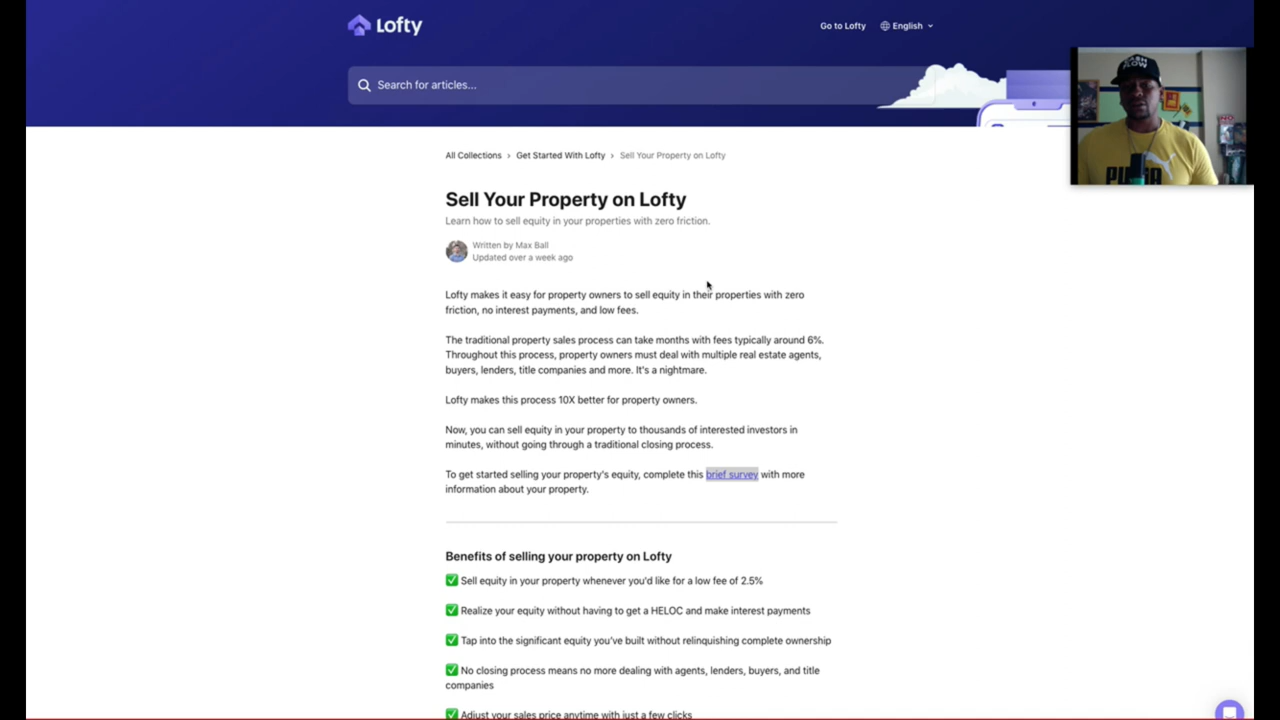 Lofty
Go to Lofty
English
Search for articles...
CASH
FLOW
PUMA
All Collections > Get Started With Lofty > Sell Your Property on Lofty
Sell Your Property on Lofty
Learn how to sell equity in your properties with zero friction.
Written by Max Ball
Updated over a week ago
Lofty makes it easy for property owners to sell equity in their properties with zero
friction, no interest payments, and low fees.
The traditional property sales process can take months with fees typically around 6%.
Throughout this process, property owners must deal with multiple real estate agents,
buyers, lenders, title companies and more. It's a nightmare.
Lofty makes this process 10X better for property owners.
Now, you can sell equity in your property to thousands of interested investors in
minutes, without going through a traditional closing process.
To get started selling your property's equity, complete this brief survey with more
information about your property.
Benefits of selling your property on Lofty
✅ Sell equity in your property whenever you'd like for a low fee of 2.5%
✅ Realize your equity without having to get a HELOC and make interest payments
✅ Tap into the significant equity you've built without relinquishing complete ownership
✅ No closing process means no more dealing with agents, lenders, buyers, and title
companies
✅ Adjust your sales price anytime with just a few clicks